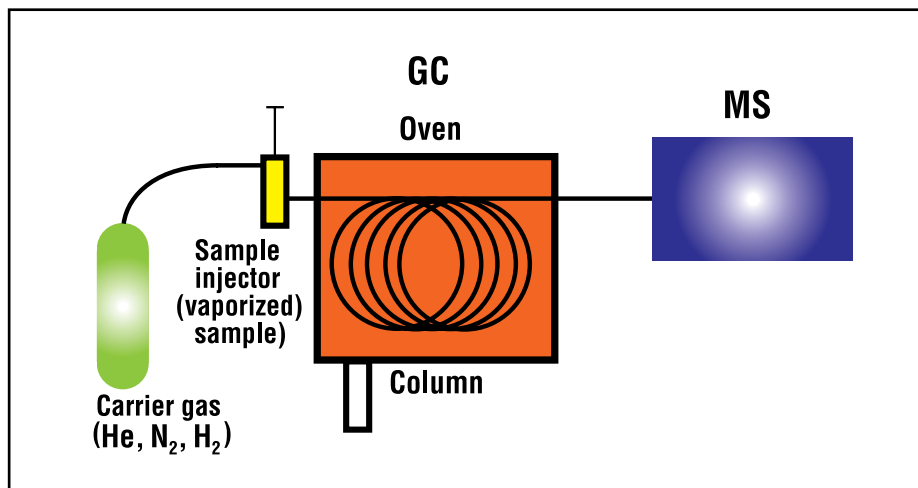 GC
Oven
MS
Sample
injector
(vaporized)
sample)
Column
Carrier gas
(He, N₂, H₂)